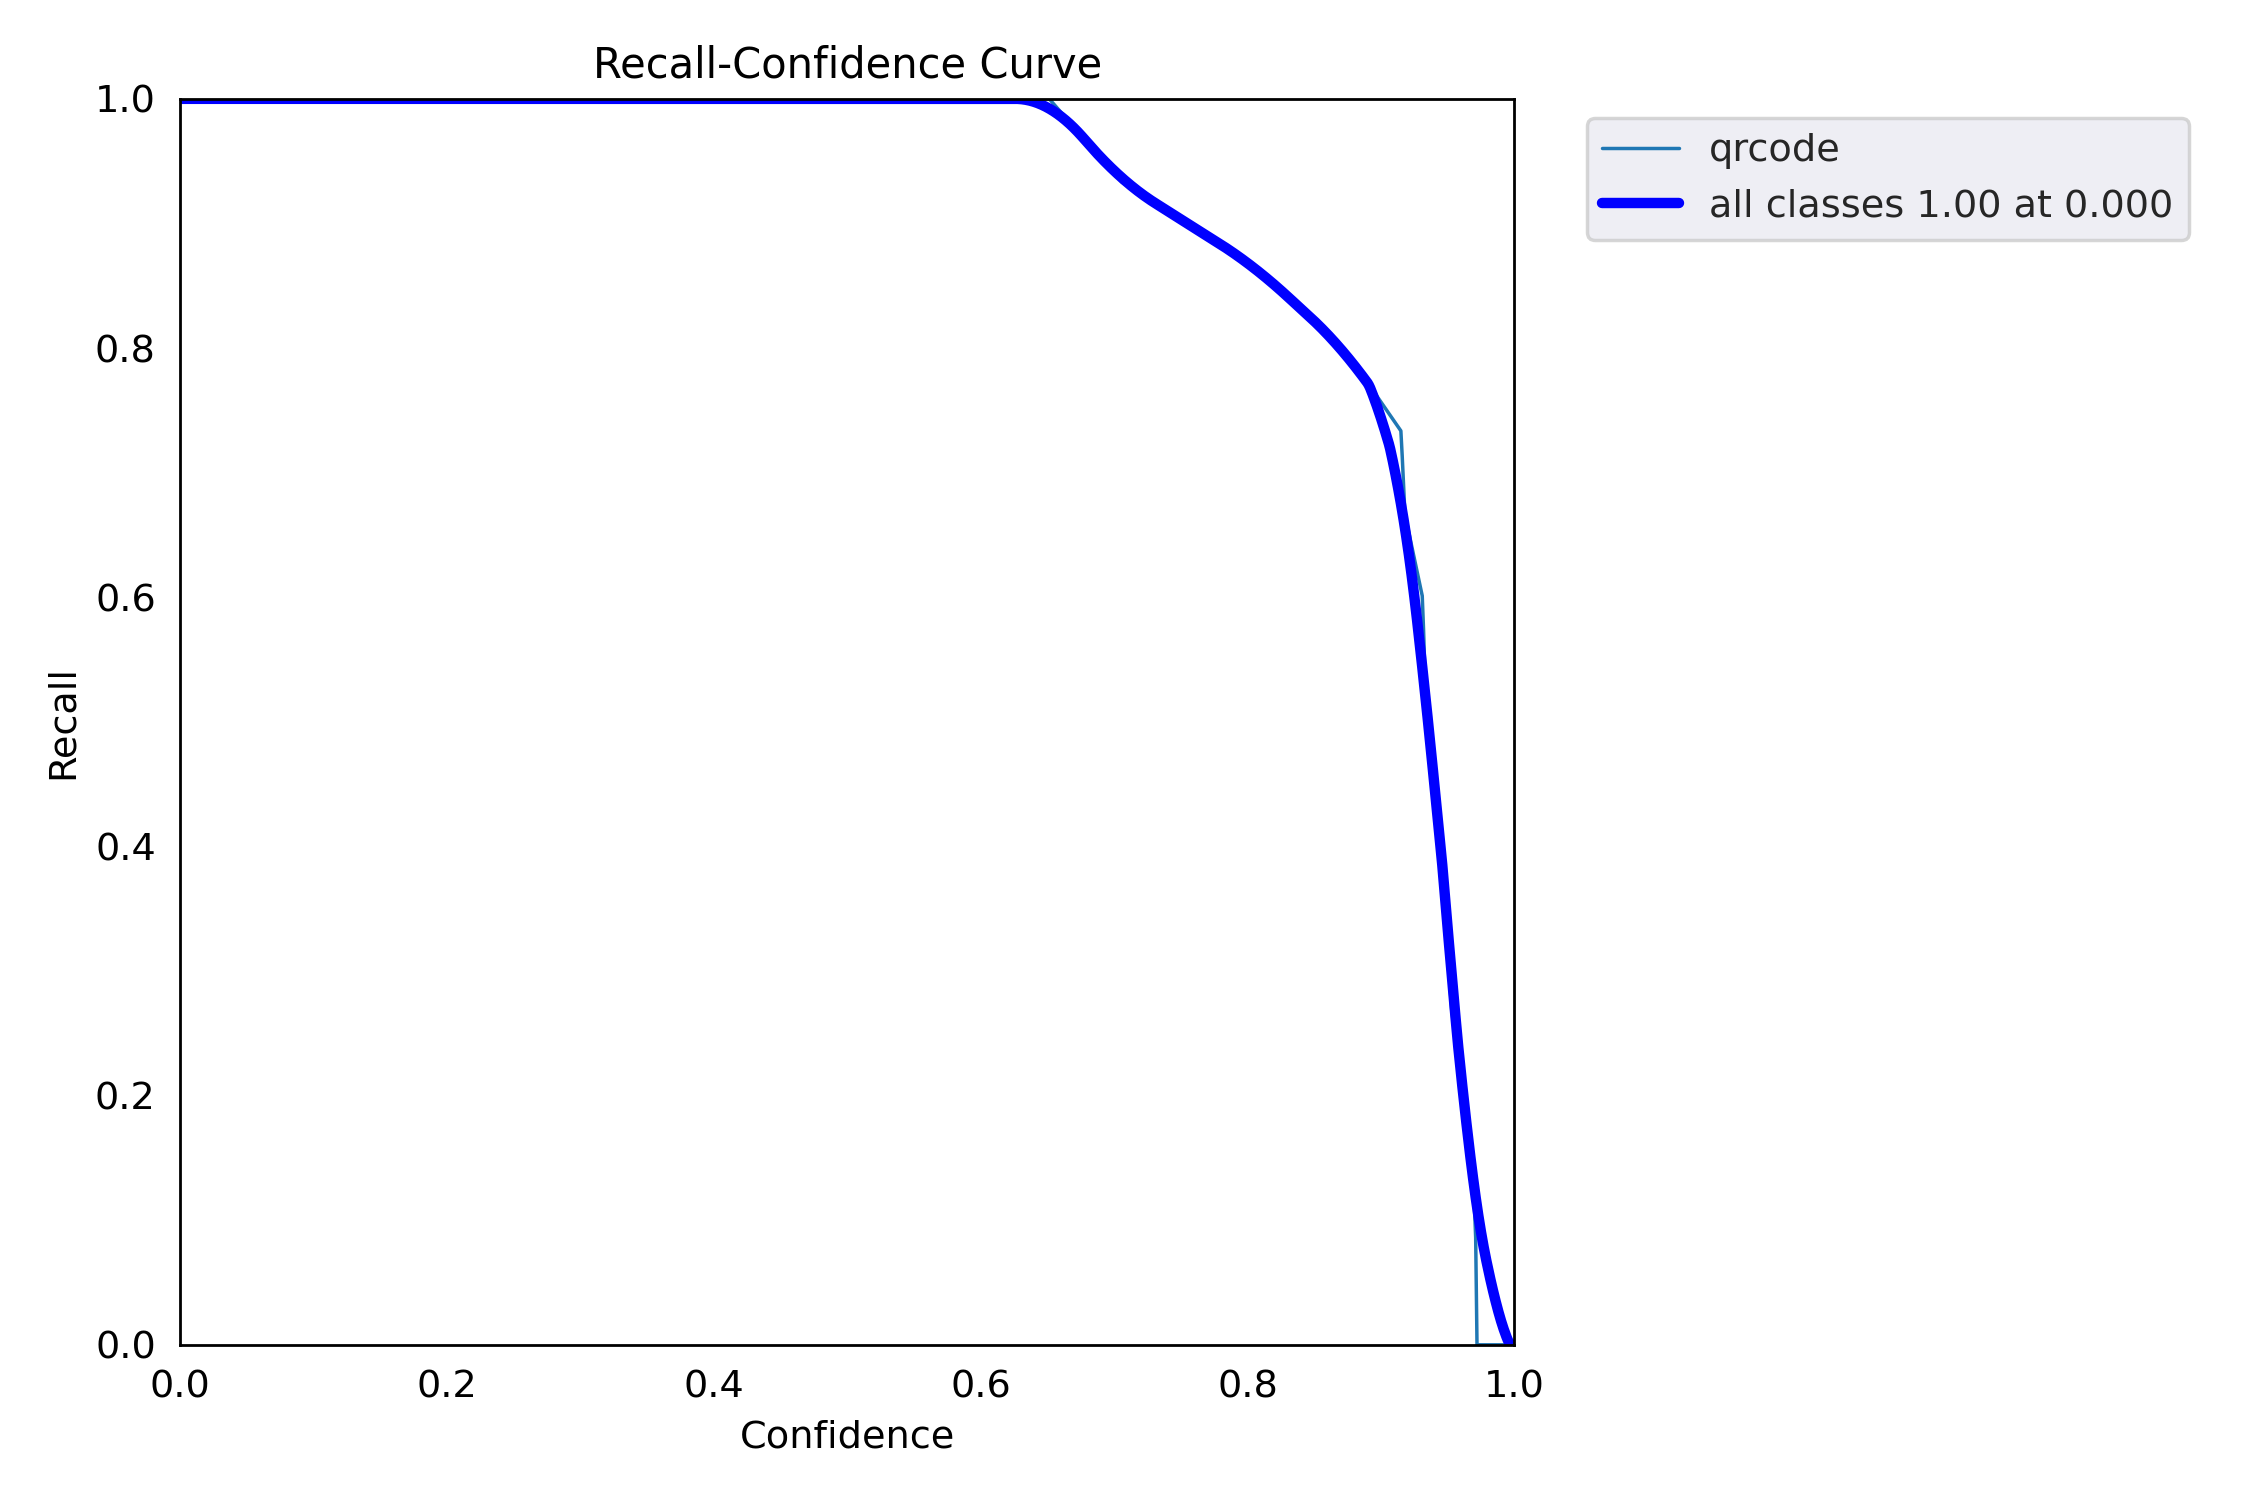 Recall-Confidence Curve
1.0
0.8
0.6
0.4
0.2
0.0
Recall
0.0 0.2 0.4 0.6 0.8 1.0
Confidence
qrcode
all classes 1.00 at 0.000